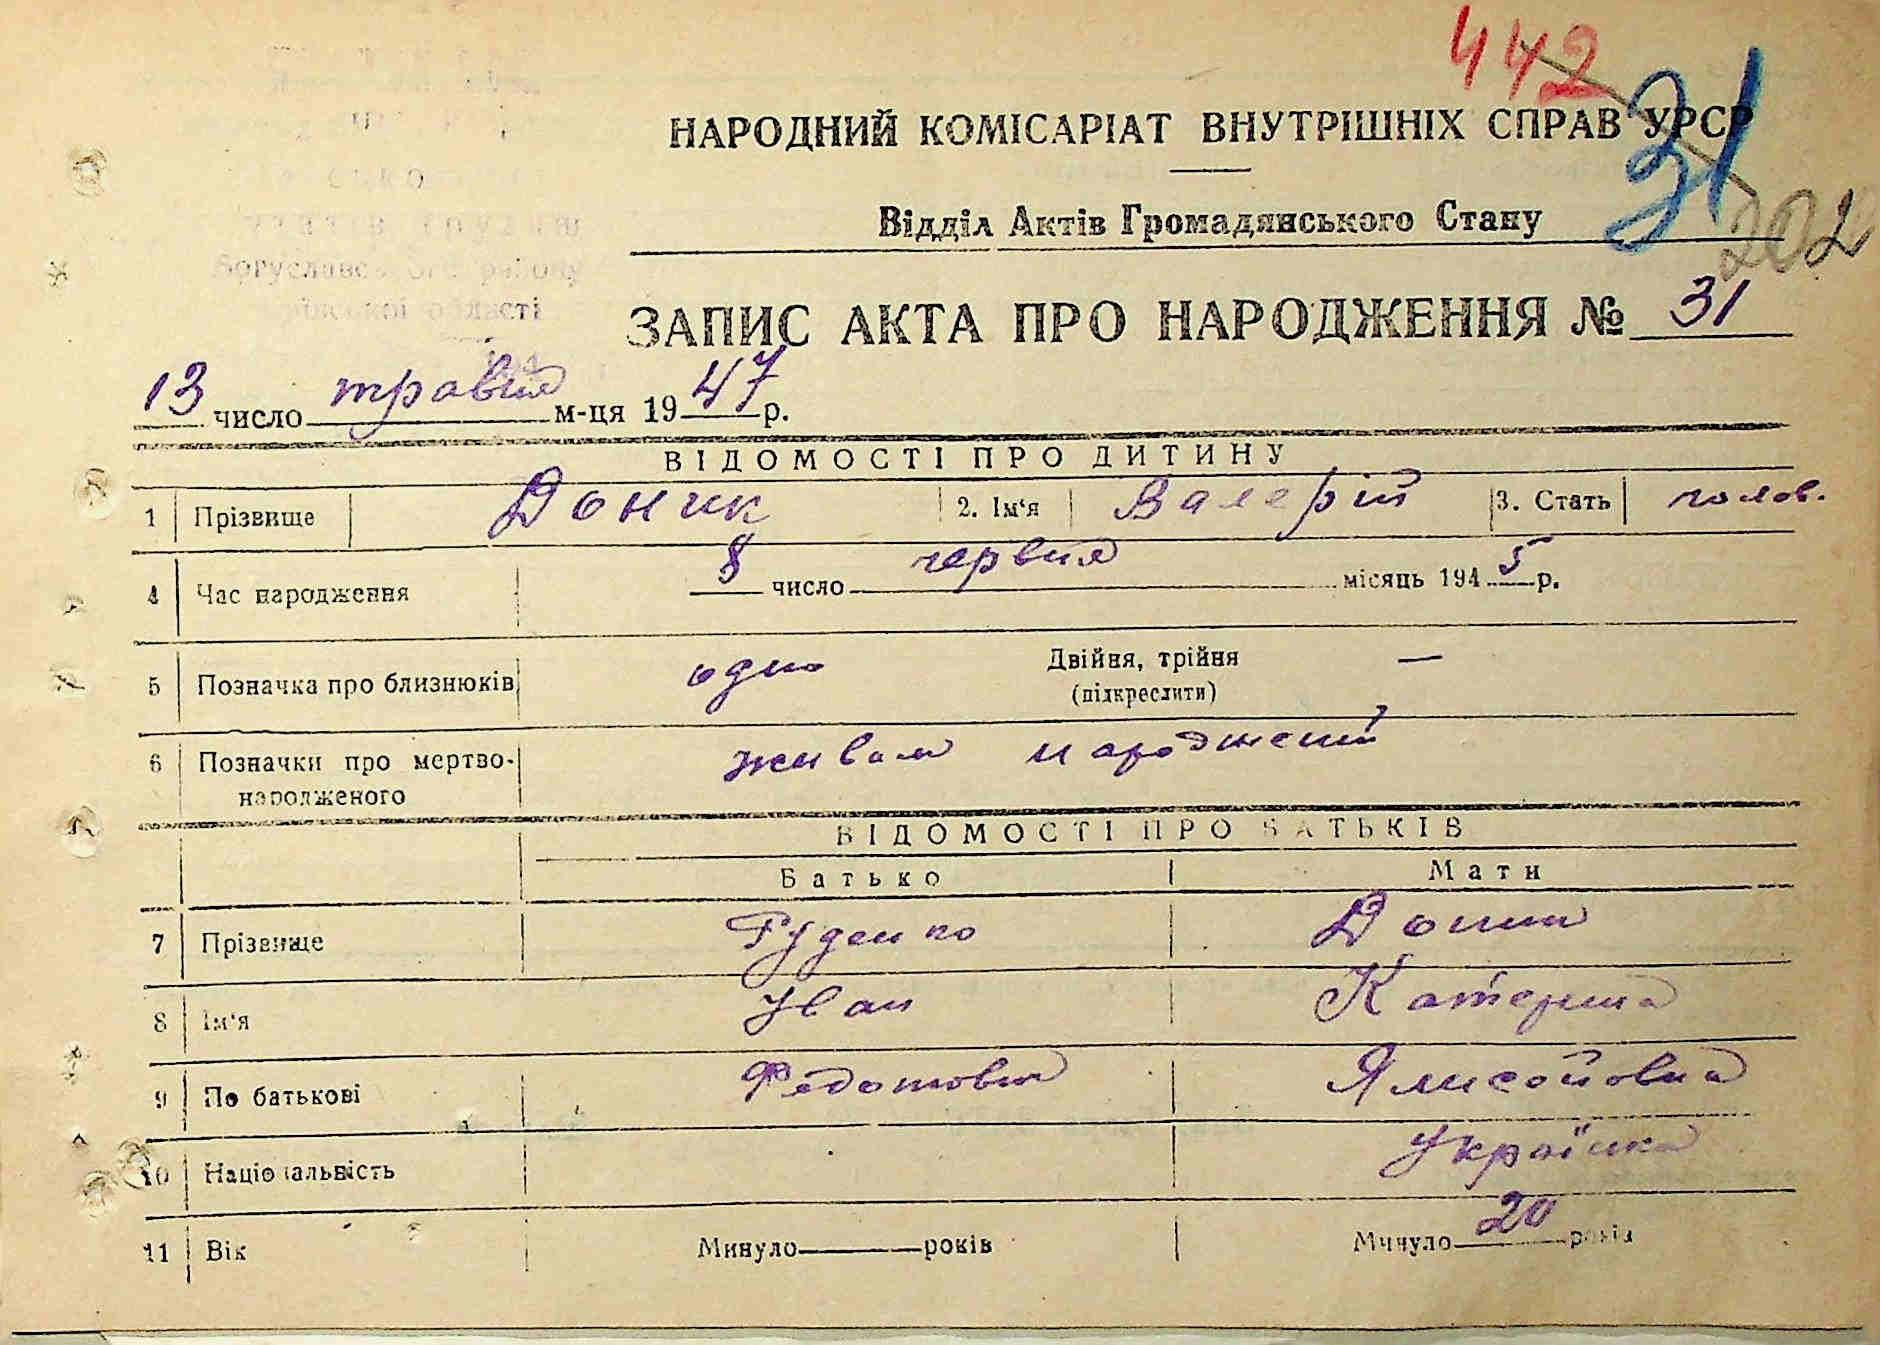 442
31
202
НАРОДНИЙ КОМІСАРІАТ ВНУТРІШНІХ СПРАВ УРСР
Відділ Актів Громадянського Стану
Богуславського району
області
ЗАПИС АКТА ПРО НАРОДЖЕННЯ № 31
13 число травня м-ця 1947 р.
ВІДОМОСТІ ПРО ДИТИНУ
1 Прізвище Доник 2. Ім‘я Валерій 3. Стать чолов.
4 Час народження 8 число червня місяць 1945 р.
5 Позначка про близнюків одно Двійня, трійня —
(підкреслити)
6 Позначки про мертво- живим народжений
народженого
ВІДОМОСТІ ПРО БАТЬКІВ
Батько Мати
7 Прізвище Руденко Доник
8 Ім‘я Іван Катерина
9 По батькові Федотович
10 Національність Українка
11 Вік Минуло років Минуло 20 років